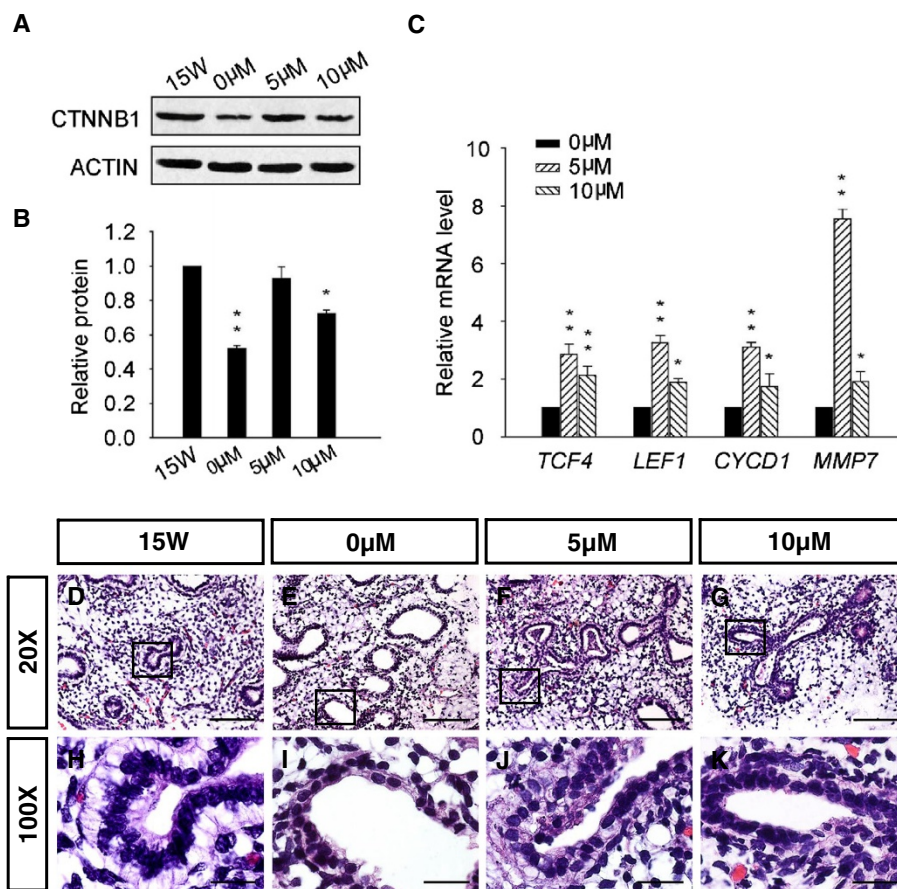 A
15W 0µM 5µM 10µM
CTNNB1
ACTIN
B
Relative protein
1.2
1.0
0.8
0.6
0.4
0.2
0.0
* *
*
15W 0µM 5µM 10µM
C
0µM
5µM
10µM
Relative mRNA level
10
8
6
4
2
0
* * * *
* * *
* * *
* * *
TCF4 LEF1 CYCD1 MMP7
15W 0µM 5µM 10µM
20X
D E F G
100X
H I J K